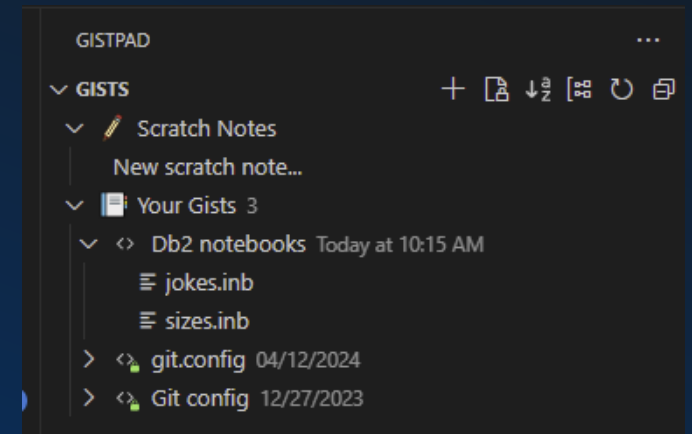 GISTPAD
GISTS
Scratch Notes
New scratch note...
Your Gists 3
Db2 notebooks Today at 10:15 AM
jokes.inb
sizes.inb
git.config 04/12/2024
Git config 12/27/2023